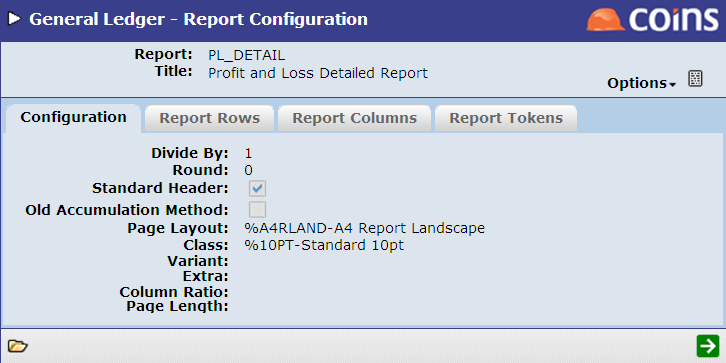 General Ledger - Report Configuration
coins
Report: PL_DETAIL
Title: Profit and Loss Detailed Report
Options
Configuration Report Rows Report Columns Report Tokens
Divide By: 1
Round: 0
Standard Header:
Old Accumulation Method:
Page Layout: %A4RLAND-A4 Report Landscape
Class: %10PT-Standard 10pt
Variant:
Extra:
Column Ratio:
Page Length: